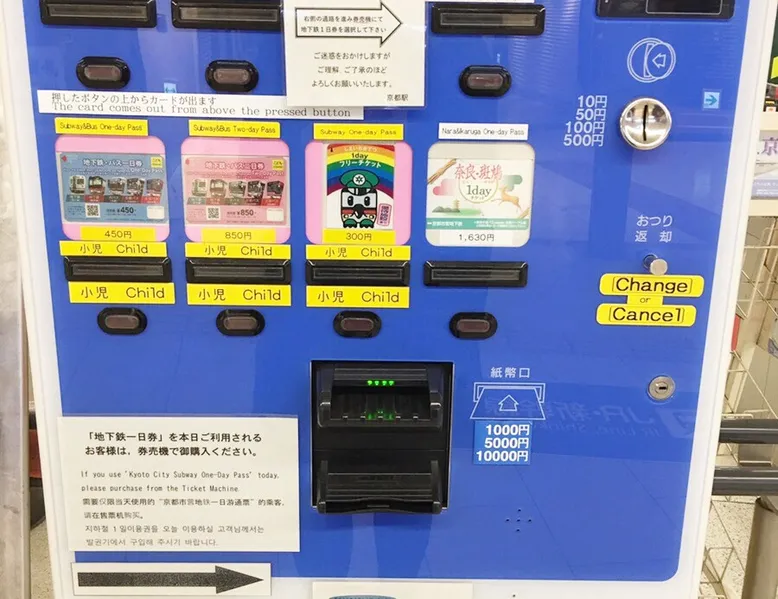 右側の通路を進み券売機にて
地下鉄1日券を選択して下さい
ご迷惑をおかけしますが
ご理解、ご了承のほど
よろしくお願いいたします。
京都駅
押したボタンの上からカードが出ます
The card comes out from above the pressed button
Subway&Bus One-day Pass
Subway&Bus Two-day Pass
Subway One-day Pass
Nara&Ikaruga One-day Pass
地下鉄・バス一日券
地下鉄・バス二日券
1day
フリーチケット
奈良・斑鳩
1day
¥450
¥850
450円
850円
300円
1,630円
小児 Child
小児 Child
小児 Child
小児 Child
小児 Child
小児 Child
10円
50円
100円
500円
おつり
返却
Change
or
Cancel
紙幣口
1000円
5000円
10000円
「地下鉄一日券」を本日ご利用される
お客様は、券売機で御購入ください。
If you use "Kyoto City Subway One-Day Pass" today,
please purchase from the Ticket Machine.
需要仅限当天使用的“京都市营地铁一日游通票”的乘客,
请在售票机购买。
지하철 1일이용권을 오늘 이용하실 고객님께서는
발권기에서 구입해 주시기 바랍니다.